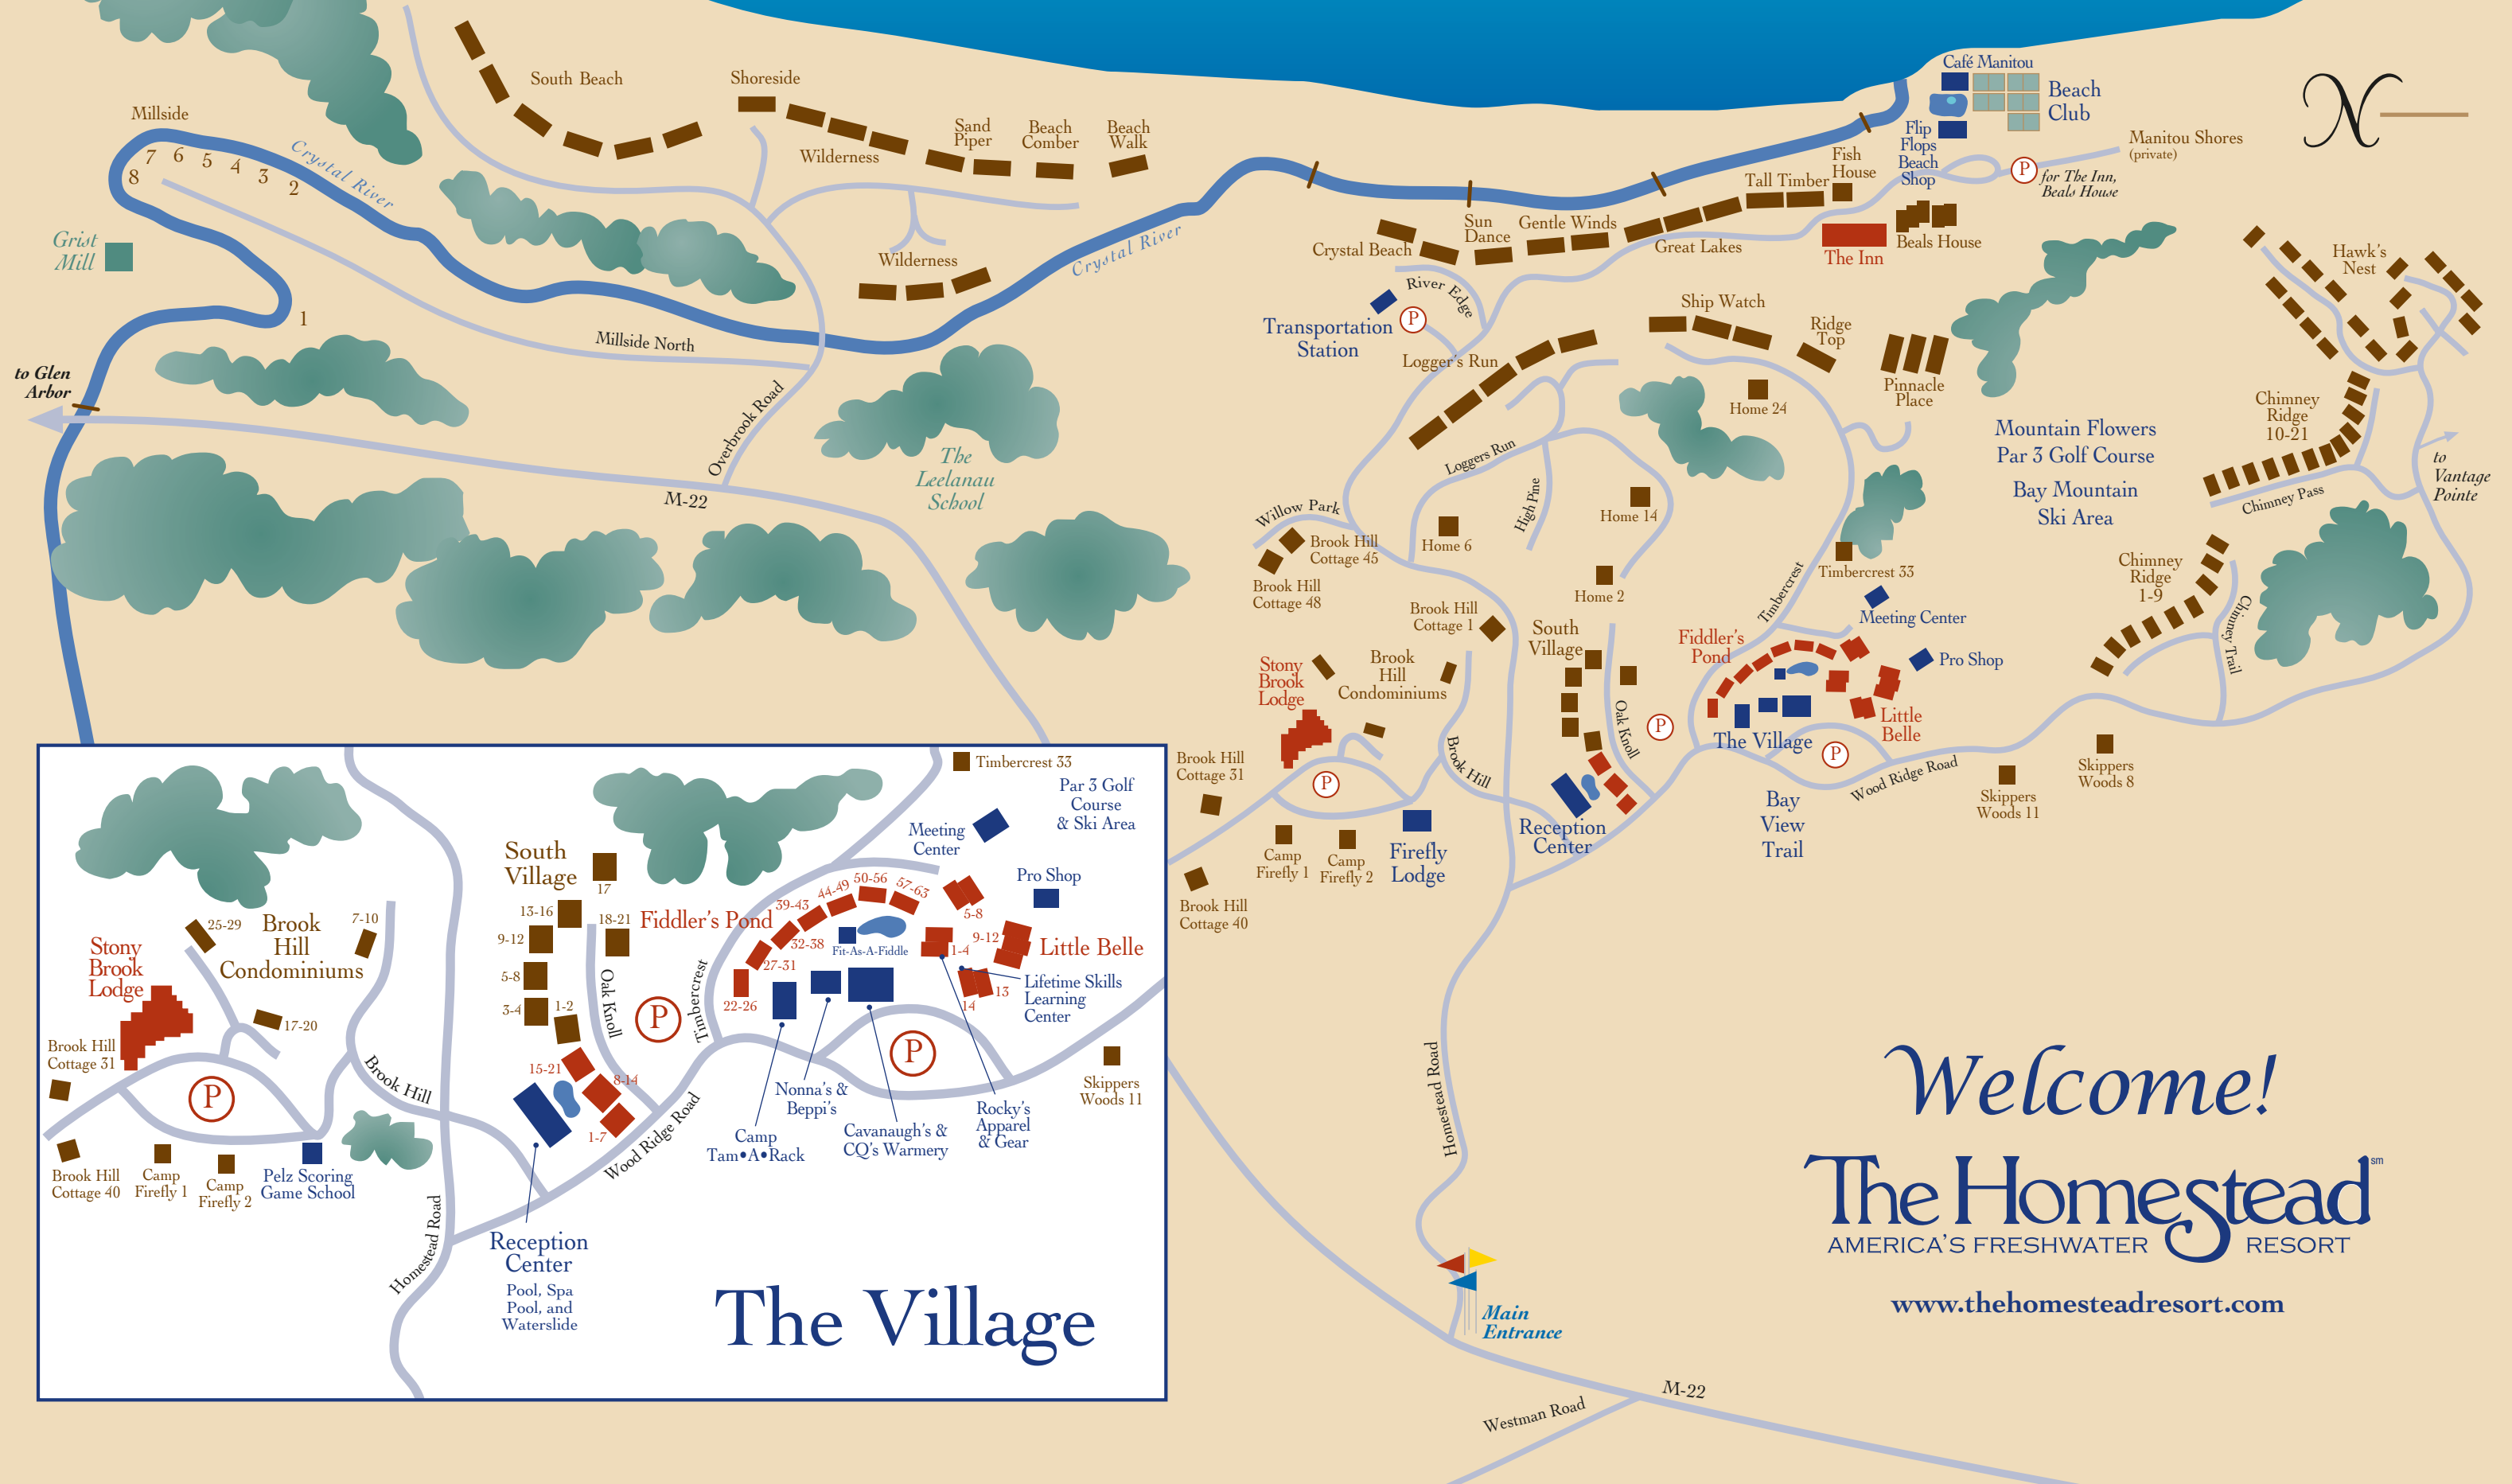 South Beach
Shoreside
Millside
7
6
5
4
3
2
8
1
Crystal River
Grist
Mill
Wilderness
Sand
Piper
Beach
Comber
Beach
Walk
Wilderness
Crystal River
Millside North
to Glen
Arbor
Overbrook Road
M-22
The
Leelanau
School
Café Manitou
Beach
Club
Flip
Flops
Beach
Shop
Manitou Shores
(private)
P
for The Inn,
Beals House
N
Fish
House
Tall Timber
Sun
Dance
Gentle Winds
Great Lakes
Crystal Beach
The Inn
Beals House
River Edge
Transportation
Station
P
Logger's Run
Ship Watch
Ridge
Top
Pinnacle
Place
Home 24
Hawk's
Nest
Chimney
Ridge
10-21
Chimney Pass
to
Vantage
Pointe
Mountain Flowers
Par 3 Golf Course
Bay Mountain
Ski Area
Loggers Run
High Pine
Willow Park
Brook Hill
Cottage 45
Brook Hill
Cottage 48
Home 6
Home 14
Home 2
Timbercrest
Timbercrest 33
Meeting Center
Chimney
Ridge
1-9
Chimney Trail
Brook Hill
Cottage 1
South
Village
Fiddler's
Pond
Pro Shop
Stony
Brook
Lodge
Brook
Hill
Condominiums
Oak Knoll
P
The Village
Little
Belle
P
Brook Hill
Cottage 31
P
Brook Hill
Wood Ridge Road
Skippers
Woods 8
Skippers
Woods 11
Bay
View
Trail
Reception
Center
Camp
Firefly 1
Camp
Firefly 2
Firefly
Lodge
Brook Hill
Cottage 40
Homestead Road
Main
Entrance
M-22
Westman Road
Welcome!
The Homestead
sm
AMERICA'S FRESHWATER RESORT
www.thehomesteadresort.com
Timbercrest 33
Par 3 Golf
Course
& Ski Area
Meeting
Center
Pro Shop
South
Village
17
13-16
18-21
9-12
5-8
3-4
1-2
Fiddler's Pond
39-43
44-49
50-56
57-63
32-38
27-31
22-26
Fit-As-A-Fiddle
5-8
9-12
1-4
13
14
Little Belle
Lifetime Skills
Learning
Center
25-29
Brook
Hill
Condominiums
7-10
Stony
Brook
Lodge
17-20
Brook Hill
Cottage 31
P
Brook Hill
Oak Knoll
P
Timbercrest
P
15-21
8-14
1-7
Wood Ridge Road
Nonna's &
Beppi's
Camp
Tam•A•Rack
Cavanaugh's &
CQ's Warmery
Rocky's
Apparel
& Gear
Skippers
Woods 11
Brook Hill
Cottage 40
Camp
Firefly 1
Camp
Firefly 2
Pelz Scoring
Game School
Homestead Road
Reception
Center
Pool, Spa
Pool, and
Waterslide
The Village